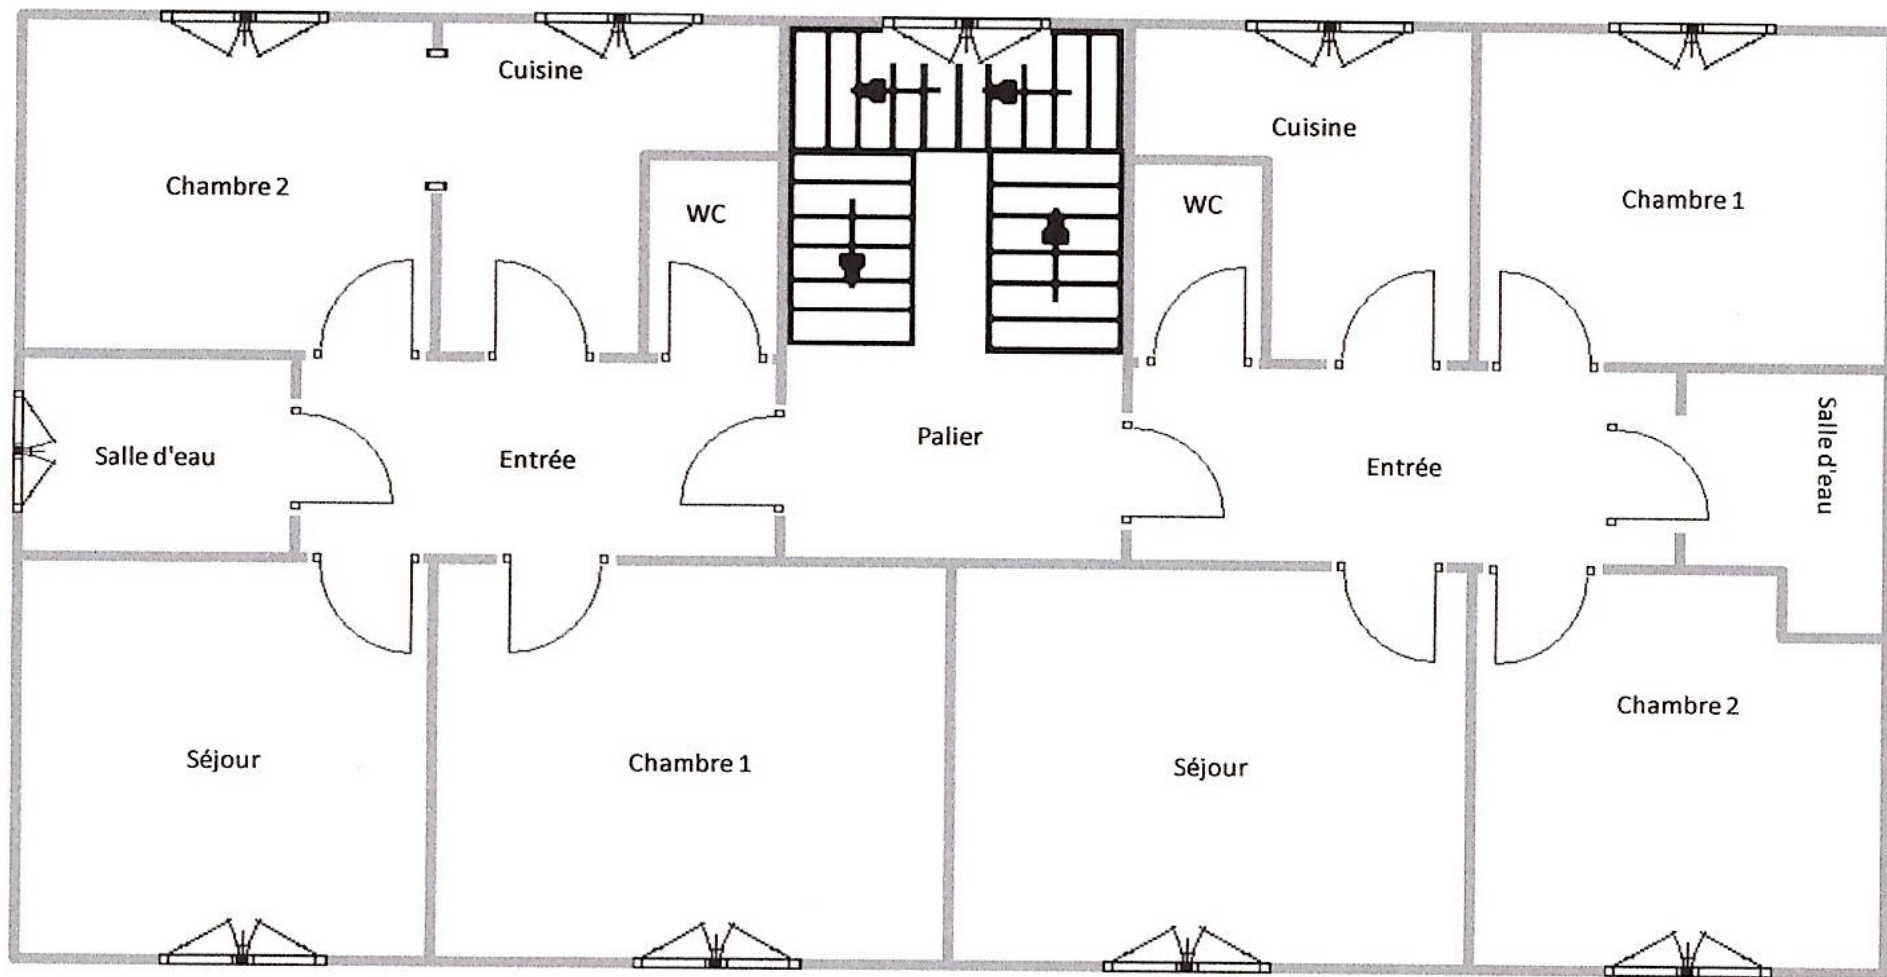 Cuisine
Cuisine
Chambre 2
WC
WC
Chambre 1
Salle d'eau
Entrée
Palier
Entrée
Salle d'eau
Séjour
Chambre 1
Séjour
Chambre 2